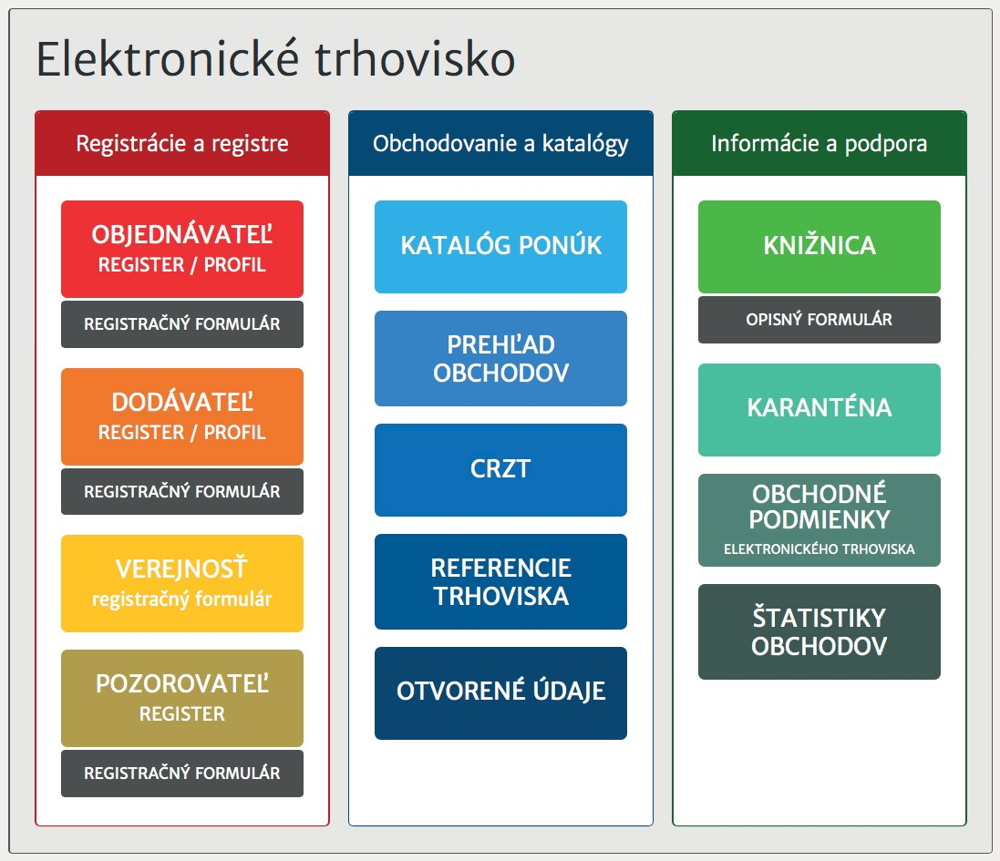 Elektronické trhovisko
Registrácie a registre
OBJEDNÁVATEĽ
REGISTER / PROFIL
REGISTRAČNÝ FORMULÁR
DODÁVATEĽ
REGISTER / PROFIL
REGISTRAČNÝ FORMULÁR
VEREJNOSŤ
registračný formulár
POZOROVATEĽ
REGISTER
REGISTRAČNÝ FORMULÁR
Obchodovanie a katalógy
KATALÓG PONÚK
PREHĽAD
OBCHODOV
CRZT
REFERENCIE
TRHOVISKA
OTVORENÉ ÚDAJE
Informácie a podpora
KNIŽNICA
OPISNÝ FORMULÁR
KARANTÉNA
OBCHODNÉ
PODMIENKY
ELEKTRONICKÉHO TRHOVISKA
ŠTATISTIKY
OBCHODOV